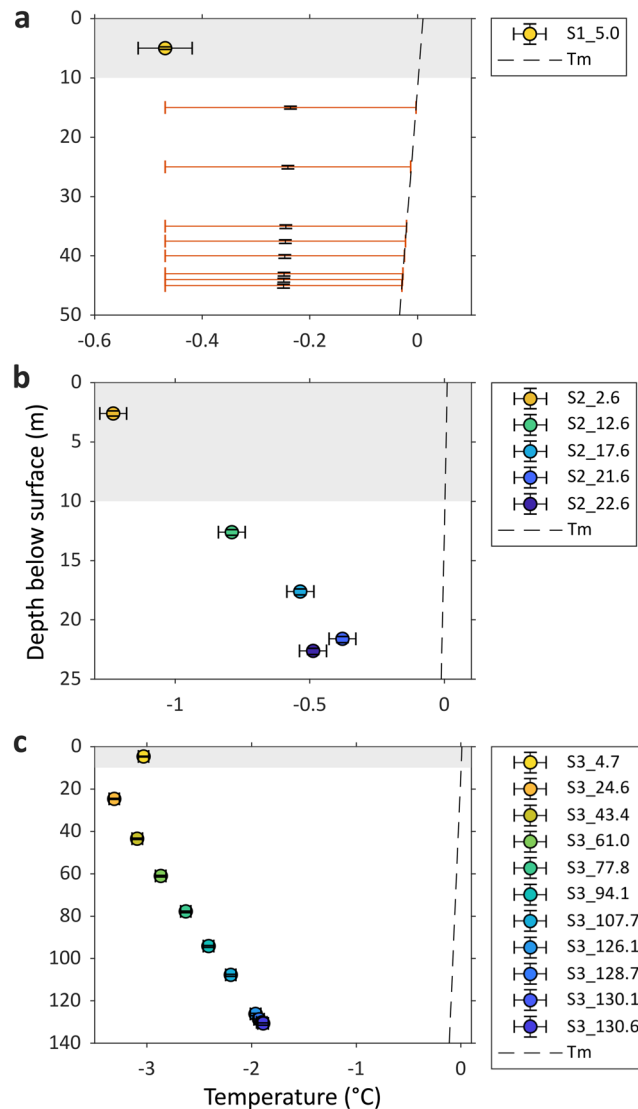 a
0
10
20
30
40
50
-0.6
-0.4
-0.2
0
S1_5.0
Tm
b
0
5
10
15
20
25
-1
-0.5
0
S2_2.6
S2_12.6
S2_17.6
S2_21.6
S2_22.6
Tm
Depth below surface (m)
c
0
20
40
60
80
100
120
140
-3
-2
-1
0
S3_4.7
S3_24.6
S3_43.4
S3_61.0
S3_77.8
S3_94.1
S3_107.7
S3_126.1
S3_128.7
S3_130.1
S3_130.6
Tm
Temperature (°C)